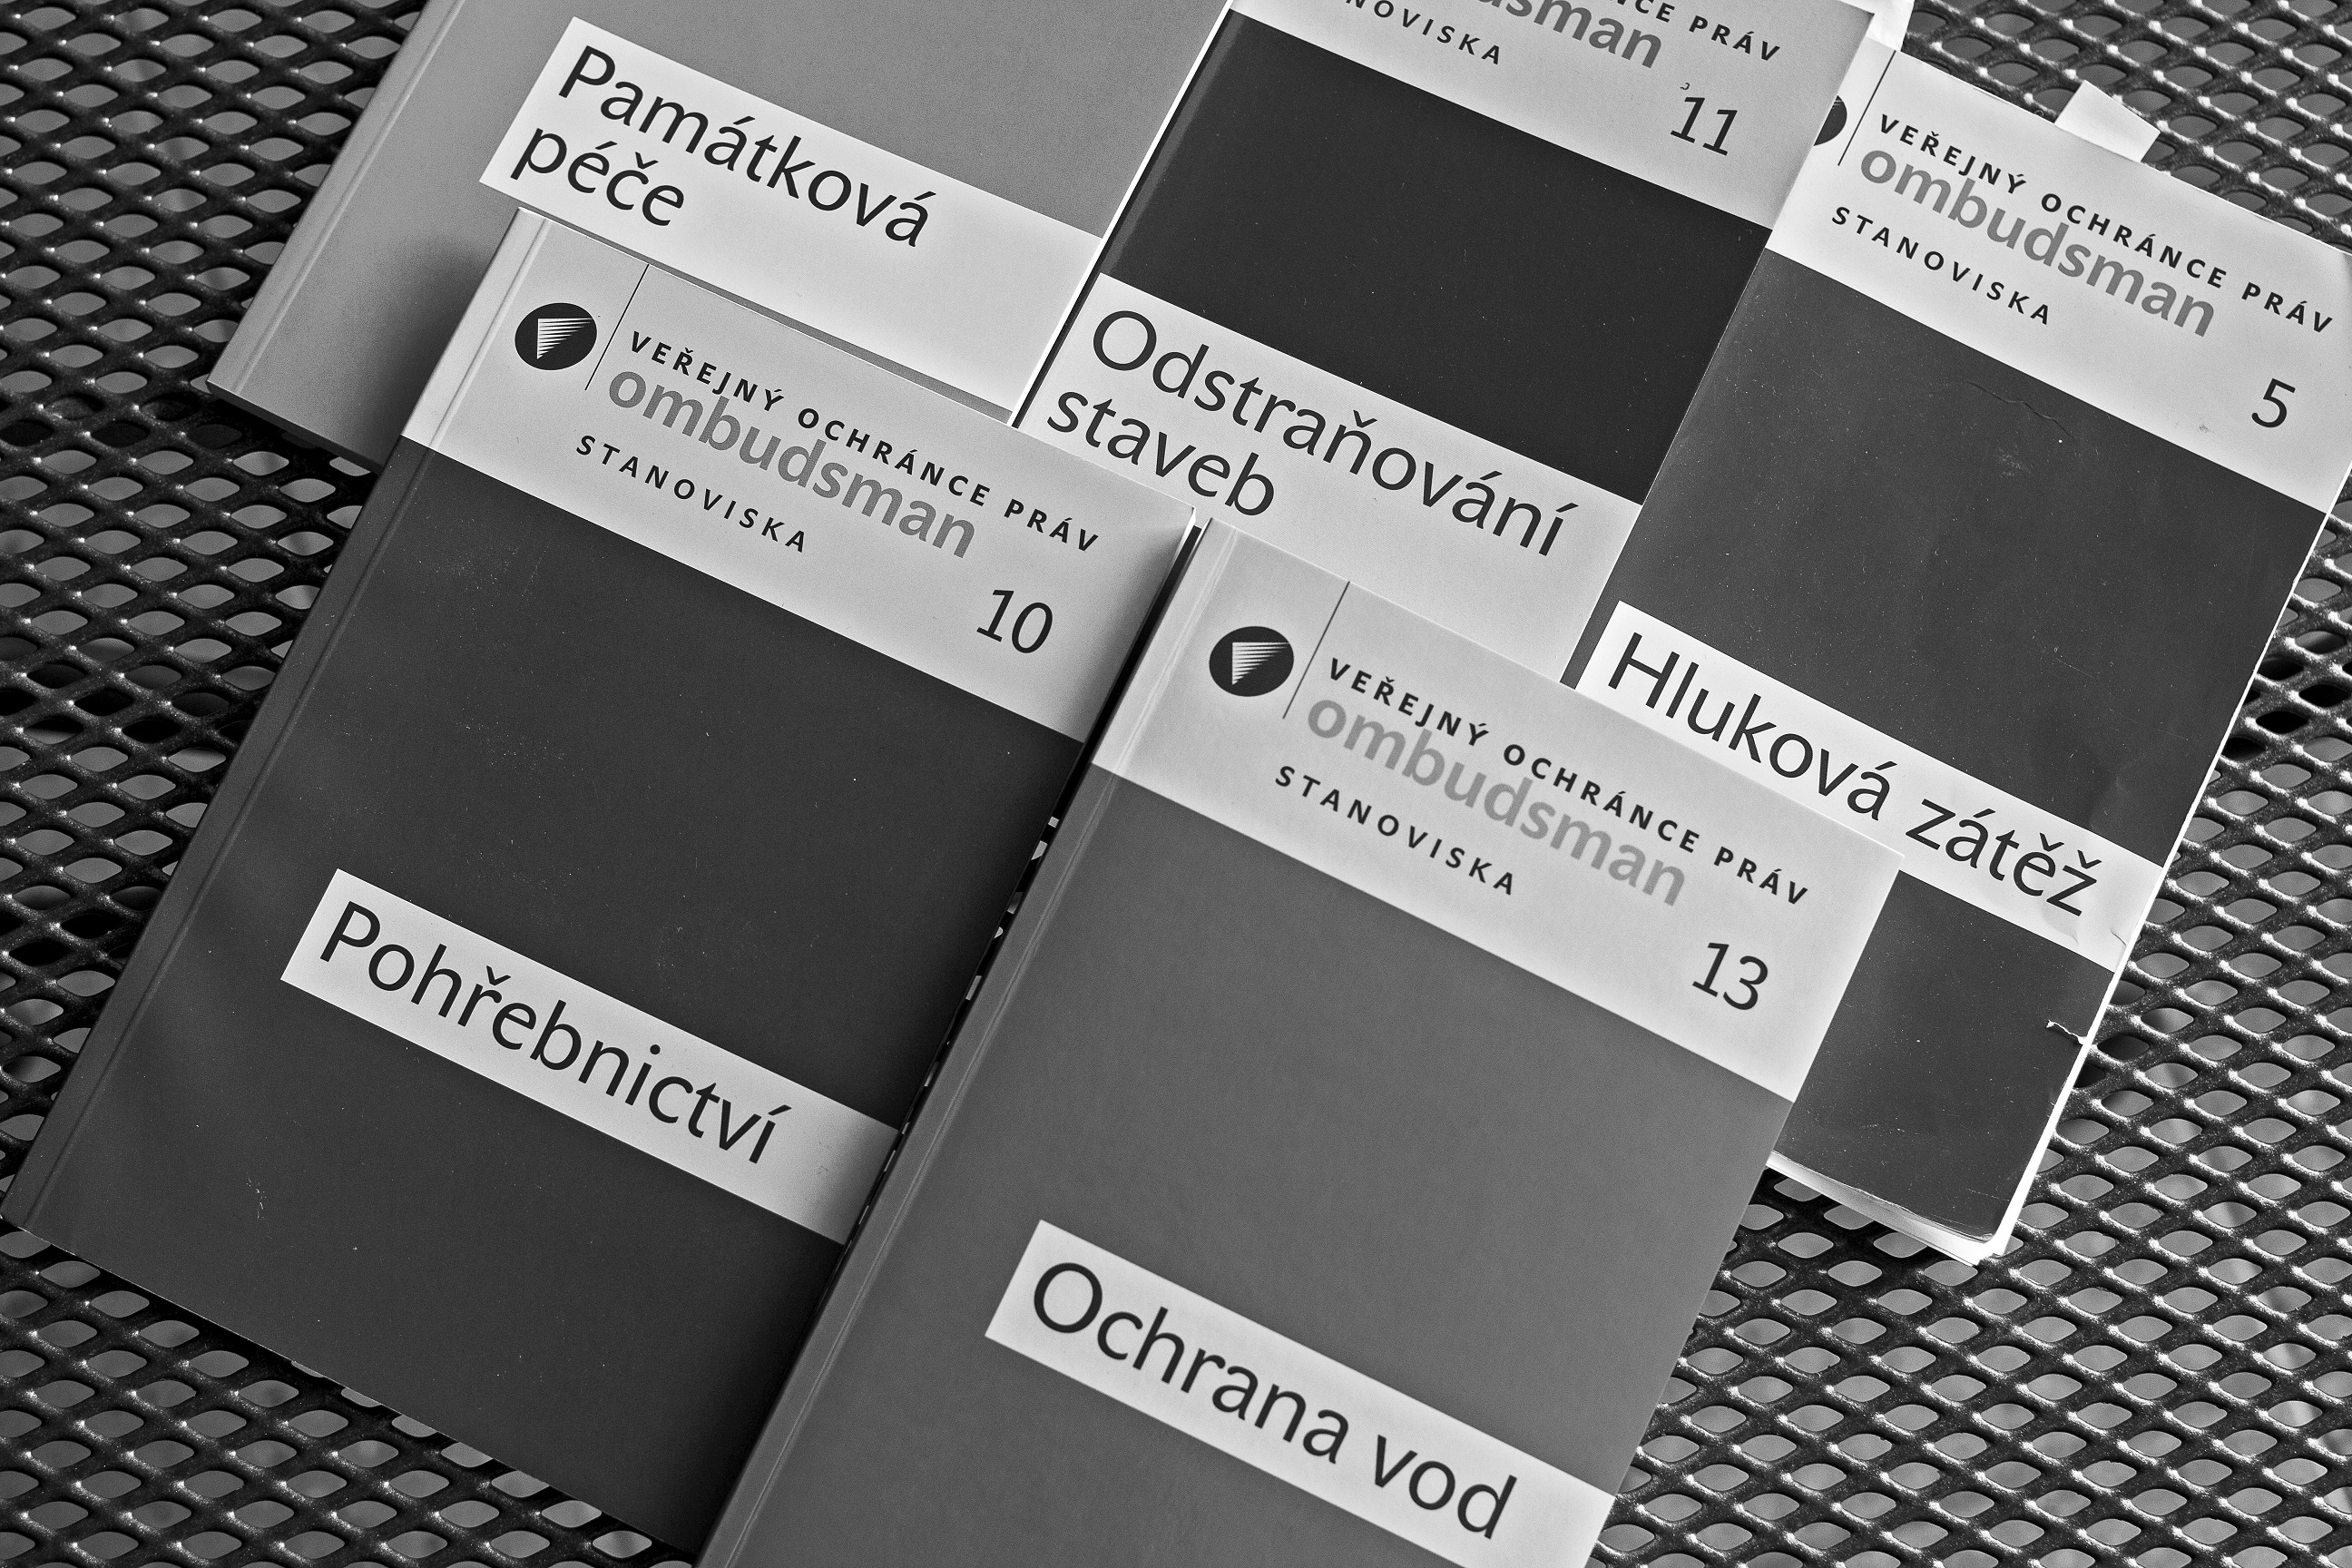 Památková
péče
PRÁV
STANOVISKA
11
Odstraňování
staveb
VEŘEJNÝ OCHRÁNCE PRÁV
ombudsman
STANOVISKA
5
Hluková zátěž
VEŘEJNÝ OCHRÁNCE PRÁV
ombudsman
STANOVISKA
10
Pohřebnictví
VEŘEJNÝ OCHRÁNCE PRÁV
ombudsman
STANOVISKA
13
Ochrana vod